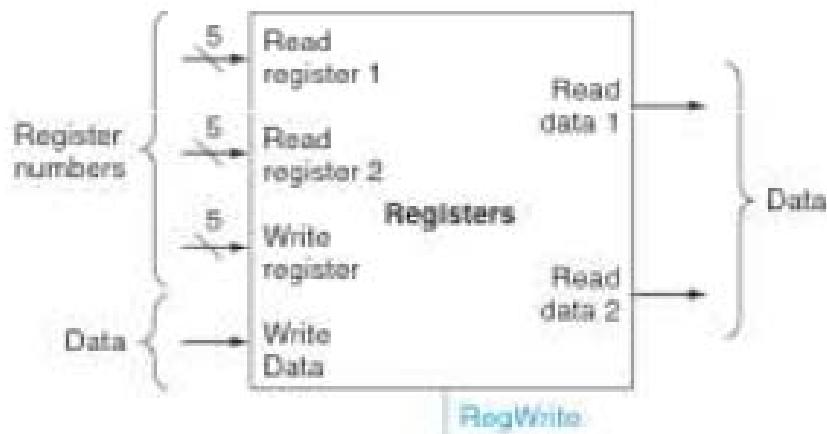 5
Read
register 1
Register
numbers
5
Read
register 2
5
Write
register
Data
Write
Data
Registers
Read
data 1
Read
data 2
Data
RegWrite